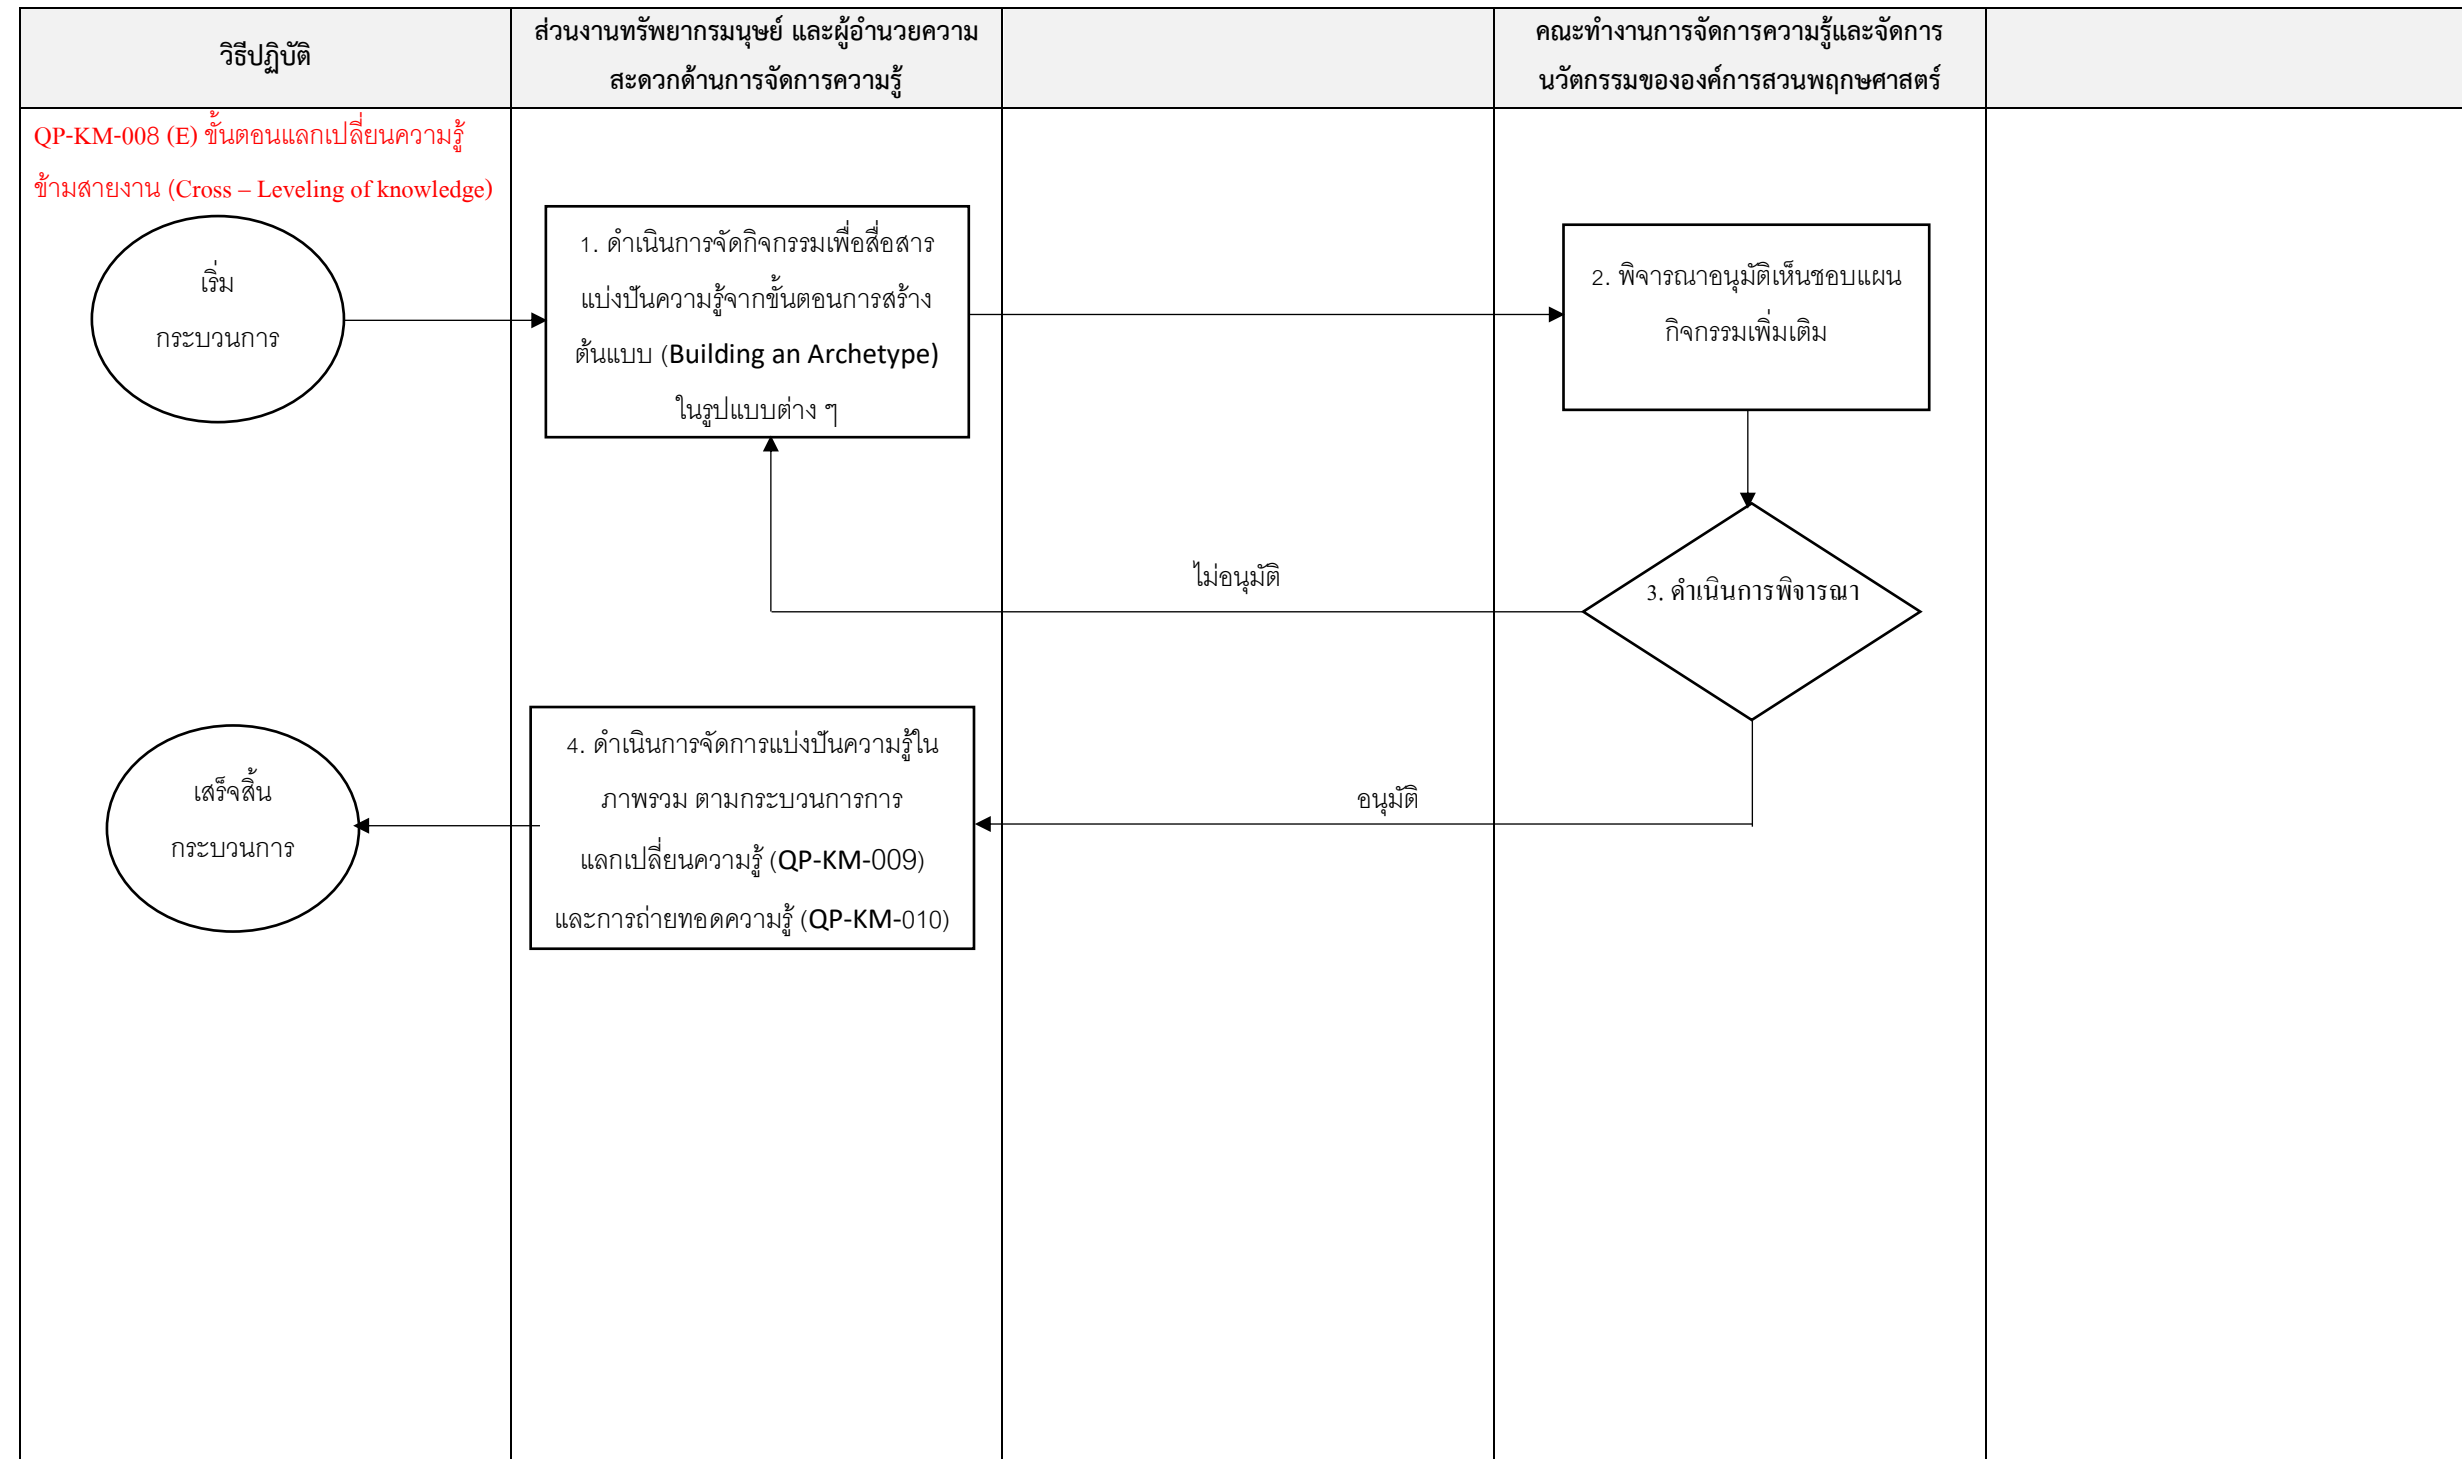 วิธีปฏิบัติ
ส่วนงานทรัพยากรมนุษย์ และผู้อำนวยความ
สะดวกด้านการจัดการความรู้
คณะทำงานการจัดการความรู้และจัดการ
นวัตกรรมขององค์การสวนพฤกษศาสตร์
QP-KM-008 (E) ขั้นตอนแลกเปลี่ยนความรู้
ข้ามสายงาน (Cross – Leveling of knowledge)
เริ่ม
กระบวนการ
1. ดำเนินการจัดกิจกรรมเพื่อสื่อสาร
แบ่งปันความรู้จากขั้นตอนการสร้าง
ต้นแบบ (Building an Archetype)
ในรูปแบบต่าง ๆ
2. พิจารณาอนุมัติเห็นชอบแผน
กิจกรรมเพิ่มเติม
ไม่อนุมัติ
3. ดำเนินการพิจารณา
เสร็จสิ้น
กระบวนการ
4. ดำเนินการจัดการแบ่งปันความรู้ใน
ภาพรวม ตามกระบวนการการ
แลกเปลี่ยนความรู้ (QP-KM-009)
และการถ่ายทอดความรู้ (QP-KM-010)
อนุมัติ